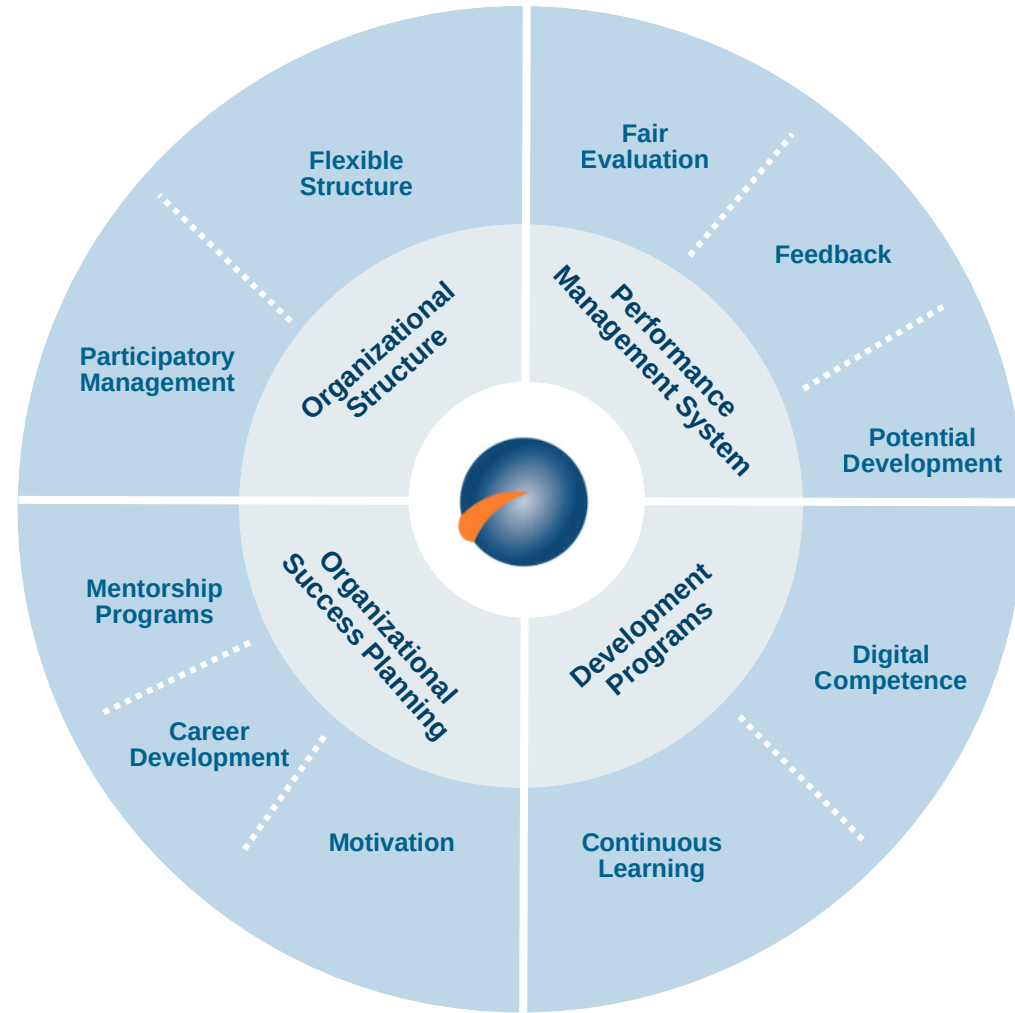 Flexible
Structure
Participatory
Management
Organizational
Structure
Fair
Evaluation
Feedback
Potential
Development
Performance
Management System
Mentorship
Programs
Career
Development
Motivation
Organizational
Success Planning
Development
Programs
Digital
Competence
Continuous
Learning